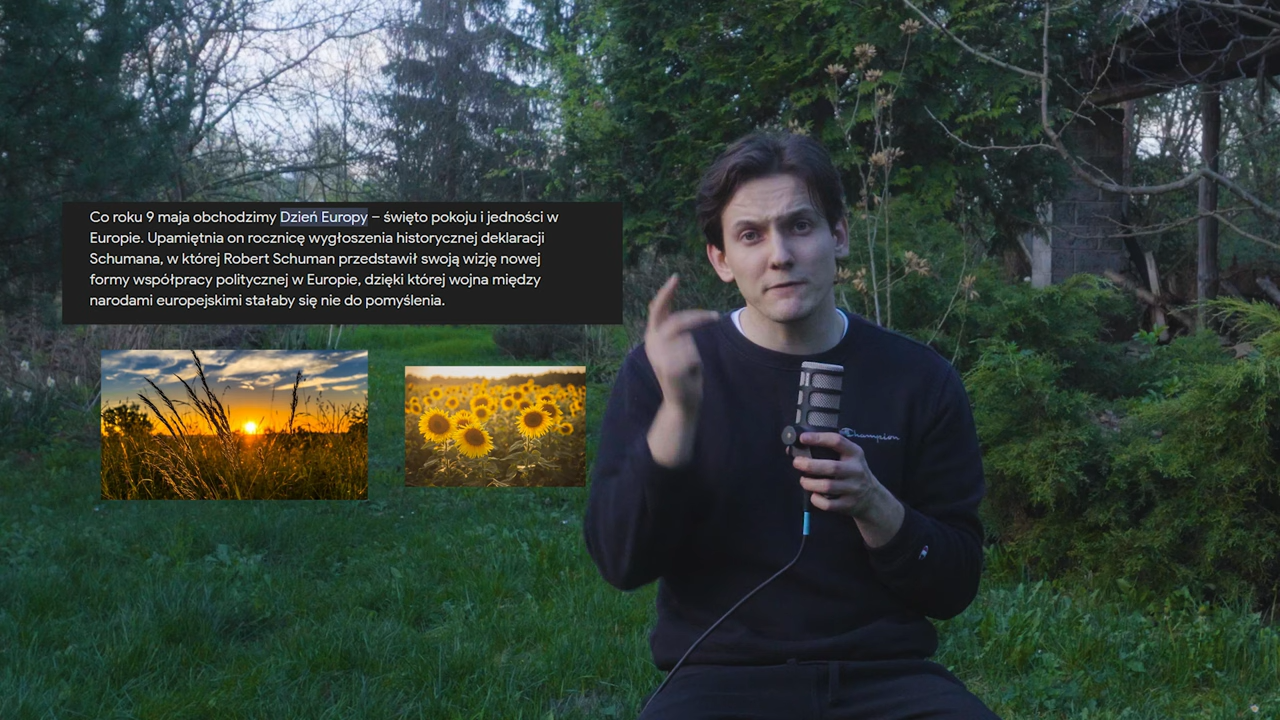 Co roku 9 maja obchodzimy Dzień Europy – święto pokoju i jedności w
Europie. Upamiętnia on rocznicę wygłoszenia historycznej deklaracji
Schumana, w której Robert Schuman przedstawił swoją wizję nowej
formy współpracy politycznej w Europie, dzięki której wojna między
narodami europejskimi stałaby się nie do pomyślenia.
Champion